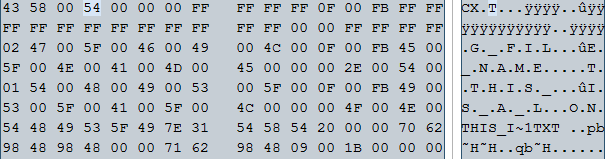 43 58 00 54 00 00 00 FF FF FF FF 0F 00 FB FF FF CX.T...ÿÿÿÿ..ûÿÿ
FF FF FF FF FF FF FF FF FF FF 00 00 FF FF FF FF ÿÿÿÿÿÿÿÿÿÿ..ÿÿÿÿ
02 47 00 5F 00 46 00 49 00 4C 00 0F 00 FB 45 00 .G._.F.I.L...ûE.
5F 00 4E 00 41 00 4D 00 45 00 00 00 2E 00 54 00 _.N.A.M.E.....T.
01 54 00 48 00 49 00 53 00 5F 00 0F 00 FB 49 00 .T.H.I.S._...ûI.
53 00 5F 00 41 00 5F 00 4C 00 00 00 4F 00 4E 00 S._.A._.L...O.N.
54 48 49 53 5F 49 7E 31 54 58 54 20 00 00 70 62 THIS_I~1TXT ..pb
98 48 98 48 00 00 71 62 98 48 09 00 1B 00 00 00 ˜H˜H..qb˜H......